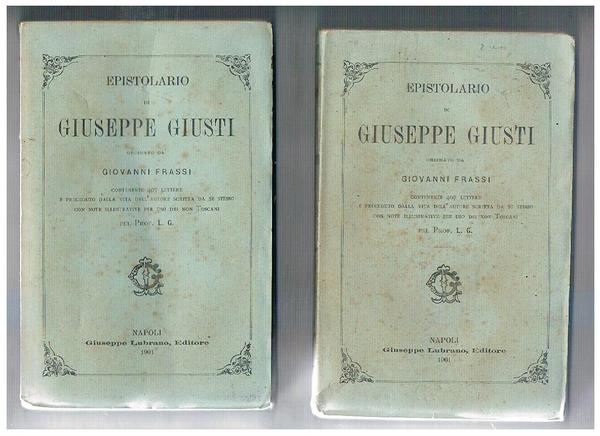 EPISTOLARIO
DI
GIUSEPPE GIUSTI
ORDINATO DA
GIOVANNI FRASSI
CONTENENTE 407 LETTERE
E PRECEDUTO DALLA VITA DELL'AUTORE SCRITTA DA SE STESSO
CON NOTE ILLUSTRATIVE PER USO DEI NON TOSCANI
PEL PROF. L. G.
NAPOLI
Giuseppe Lubrano, Editore
1901
EPISTOLARIO
DI
GIUSEPPE GIUSTI
ORDINATO DA
GIOVANNI FRASSI
CONTENENTE 407 LETTERE
E PRECEDUTO DALLA VITA DELL'AUTORE SCRITTA DA SE STESSO
CON NOTE ILLUSTRATIVE PER USO DEI NON TOSCANI
PEL PROF. L. G.
NAPOLI
Giuseppe Lubrano, Editore
1901